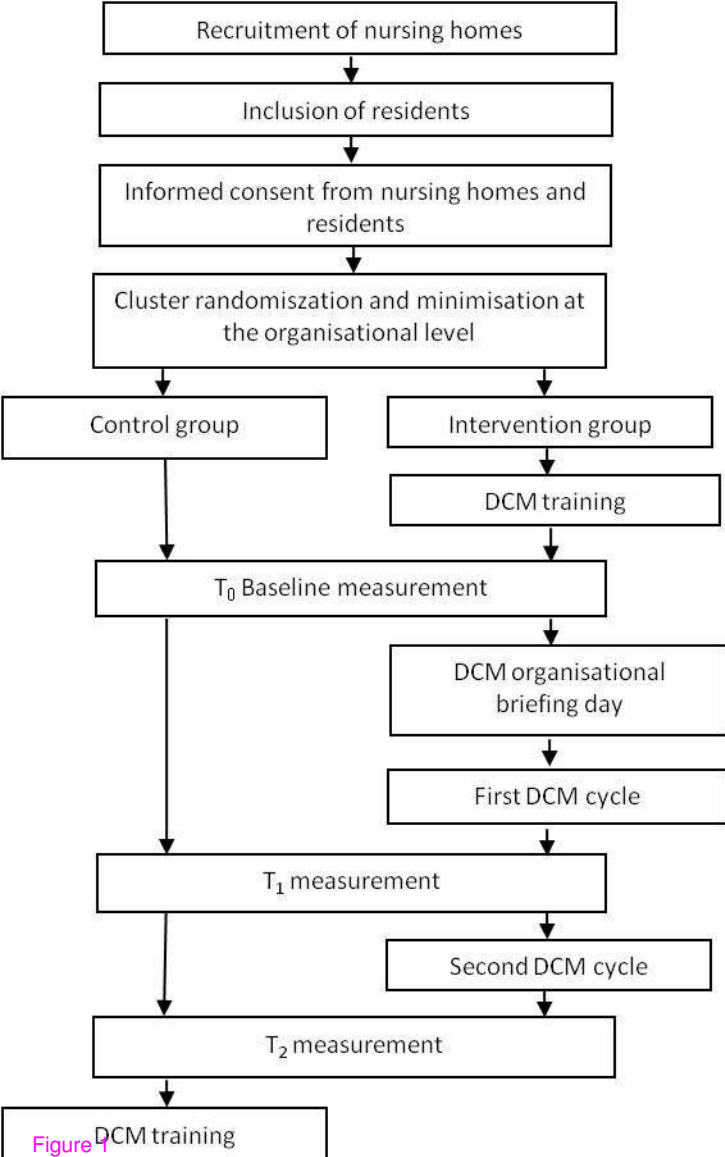 Recruitment of nursing homes
Inclusion of residents
Informed consent from nursing homes and
residents
Cluster randomiszation and minimisation at
the organisational level
Control group
Intervention group
DCM training
T₀ Baseline measurement
DCM organisational
briefing day
First DCM cycle
T₁ measurement
Second DCM cycle
T₂ measurement
DCM training
Figure 1